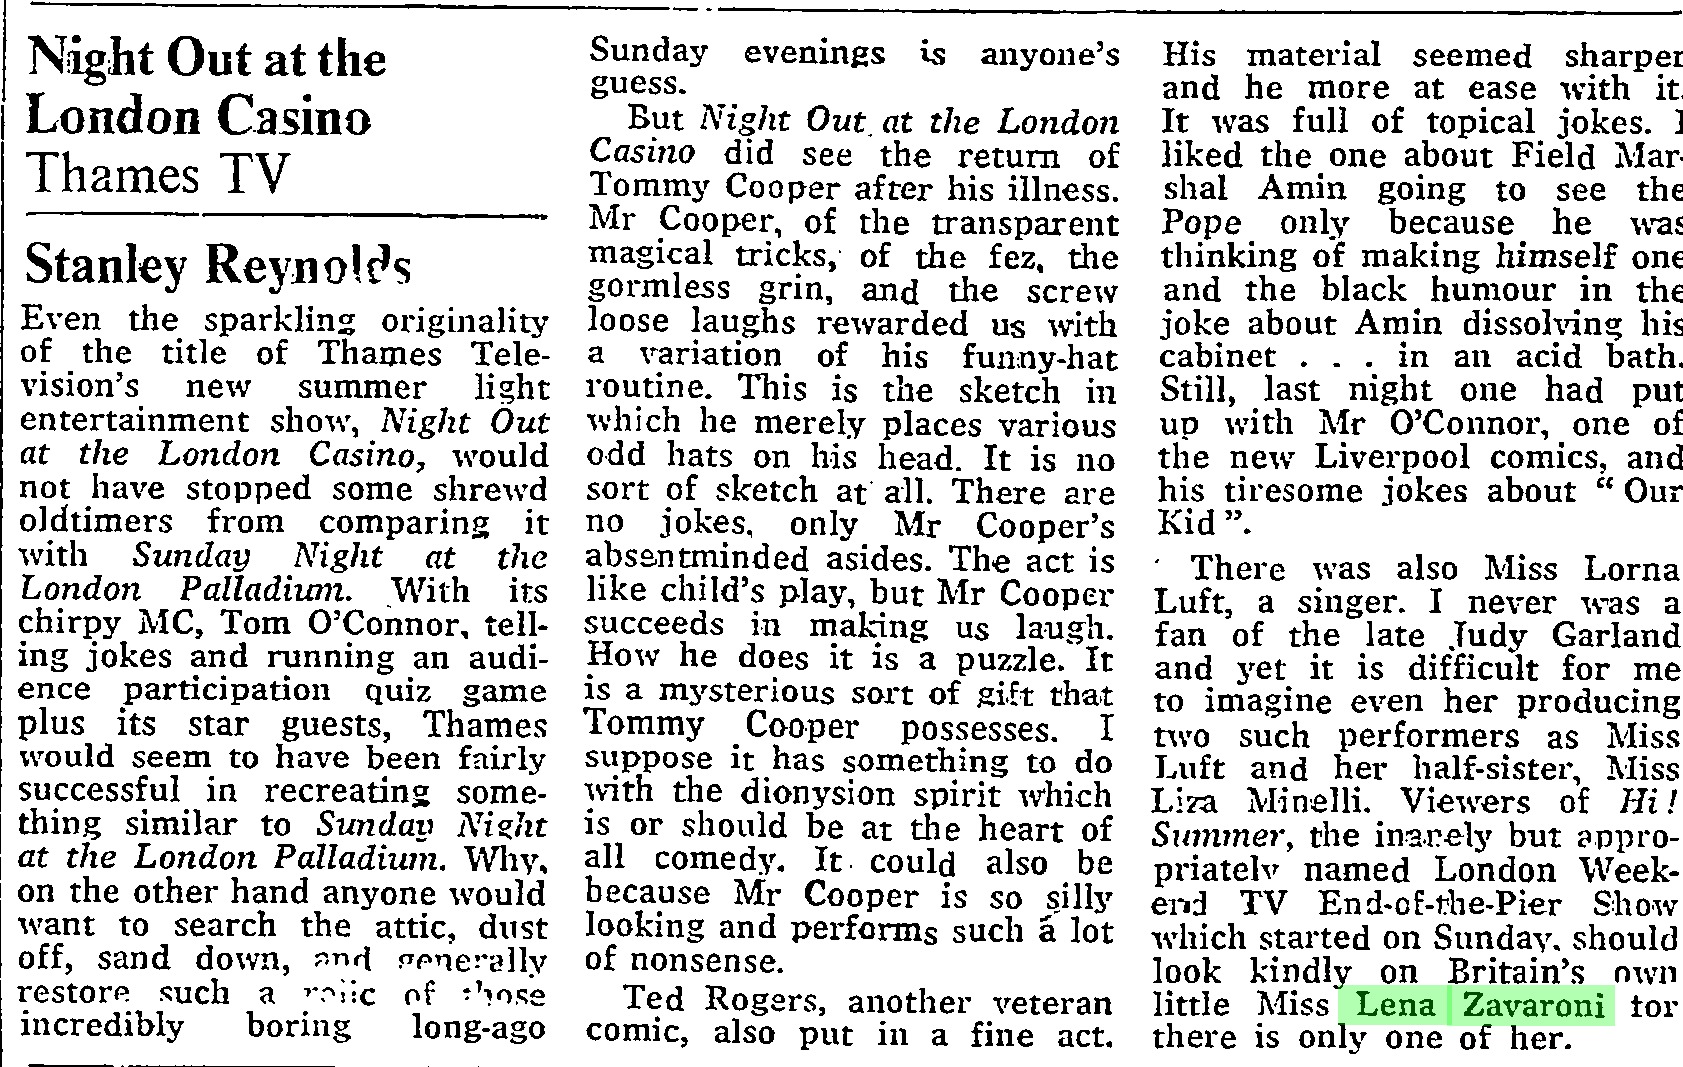 Night Out at the
London Casino
Thames TV
Stanley Reynolds
Even the sparkling originality
of the title of Thames Tele-
vision's new summer light
entertainment show, Night Out
at the London Casino, would
not have stopped some shrewd
oldtimers from comparing it
with Sunday Night at the
London Palladium. With its
chirpy MC, Tom O'Connor, tell-
ing jokes and running an audi-
ence participation quiz game
plus its star guests, Thames
would seem to have been fairly
successful in recreating some-
thing similar to Sunday Night
at the London Palladium. Why,
on the other hand anyone would
want to search the attic, dust
off, sand down, and generally
restore such a relic of those
incredibly boring long-ago
Sunday evenings is anyone's
guess.
But Night Out at the London
Casino did see the return of
Tommy Cooper after his illness.
Mr Cooper, of the transparent
magical tricks, of the fez, the
gormless grin, and the screw
loose laughs rewarded us with
a variation of his funny-hat
routine. This is the sketch in
which he merely places various
odd hats on his head. It is no
sort of sketch at all. There are
no jokes, only Mr Cooper's
absentminded asides. The act is
like child's play, but Mr Cooper
succeeds in making us laugh.
How he does it is a puzzle. It
is a mysterious sort of gift that
Tommy Cooper possesses. I
suppose it has something to do
with the dionysion spirit which
is or should be at the heart of
all comedy. It could also be
because Mr Cooper is so silly
looking and performs such a lot
of nonsense.
Ted Rogers, another veteran
comic, also put in a fine act.
His material seemed sharper
and he more at ease with it.
It was full of topical jokes. I
liked the one about Field Mar-
shal Amin going to see the
Pope only because he was
thinking of making himself one
and the black humour in the
joke about Amin dissolving his
cabinet . . . in an acid bath.
Still, last night one had put
up with Mr O'Connor, one of
the new Liverpool comics, and
his tiresome jokes about “ Our
Kid ”.
There was also Miss Lorna
Luft, a singer. I never was a
fan of the late Judy Garland
and yet it is difficult for me
to imagine even her producing
two such performers as Miss
Luft and her half-sister, Miss
Liza Minelli. Viewers of Hi!
Summer, the inanely but appro-
priately named London Week-
end TV End-of-the-Pier Show
which started on Sunday, should
look kindly on Britain's own
little Miss Lena Zavaroni for
there is only one of her.